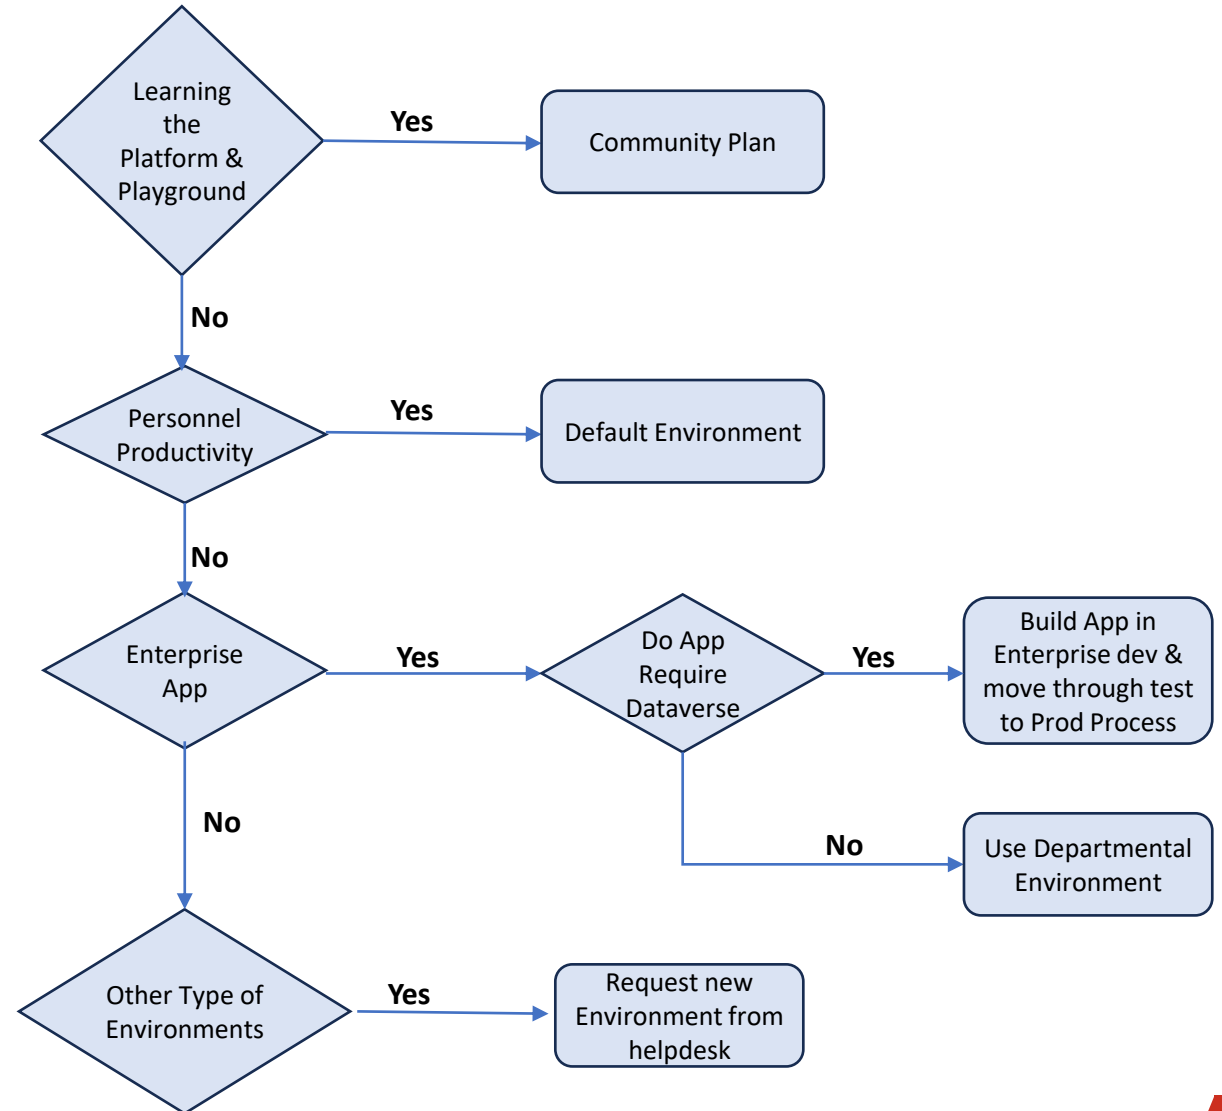 Learning
the
Platform &
Playground
Yes
Community Plan
No
Personnel
Productivity
Yes
Default Environment
No
Enterprise
App
Yes
Do App
Require
Dataverse
Yes
Build App in
Enterprise dev &
move through test
to Prod Process
No
No
Use Departmental
Environment
Other Type of
Environments
Yes
Request new
Environment from
helpdesk